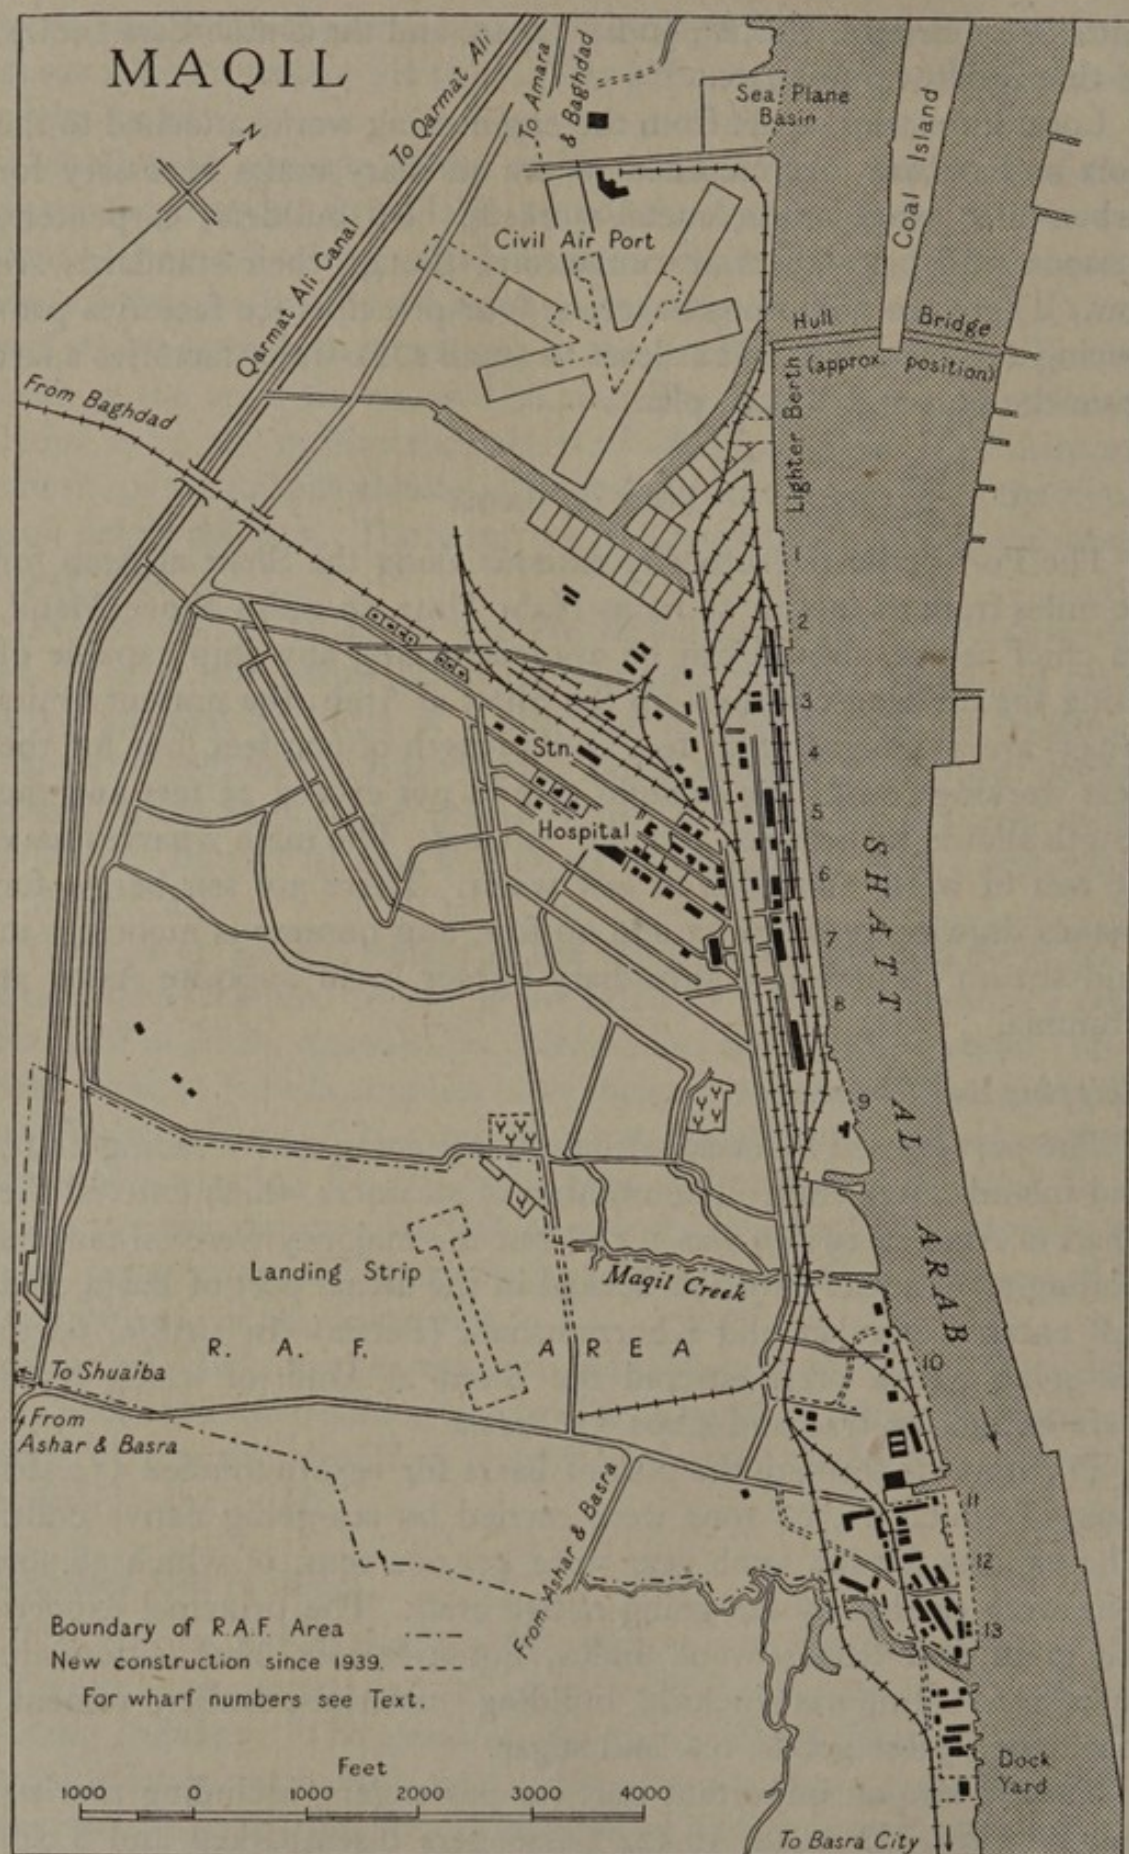 MAQIL
N
To Qarmat Ali
To Amara
& Baghdad
Sea Plane
Basin
Coal Island
Civil Air Port
Qarmat Ali Canal
Hull Bridge
(approx position)
From Baghdad
Lighter Berth
1
2
3
4
Stn.
5
Hospital
6
7
8
9
SHATT AL ARAB
Landing Strip
Maqil Creek
R. A. F. AREA
10
To Shuaiba
From
Ashar & Basra
From Ashar & Basra
11
12
13
Boundary of R.A.F. Area
New construction since 1939.
For wharf numbers see Text.
Feet
1000 0 1000 2000 3000 4000
Dock
Yard
To Basra City